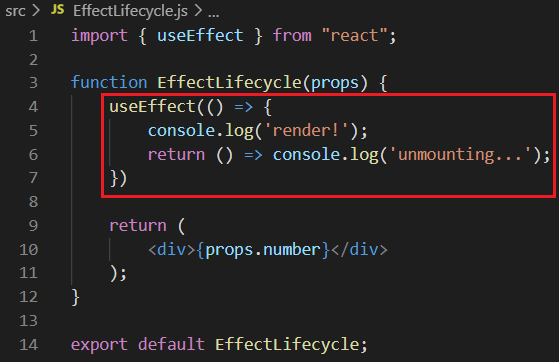 src > JS EffectLifecycle.js > ...
1 import { useEffect } from "react";
2
3 function EffectLifecycle(props) {
4     useEffect(() => {
5         console.log('render!');
6         return () => console.log('unmounting...');
7     })
8
9     return (
10         <div>{props.number}</div>
11     );
12 }
13
14 export default EffectLifecycle;